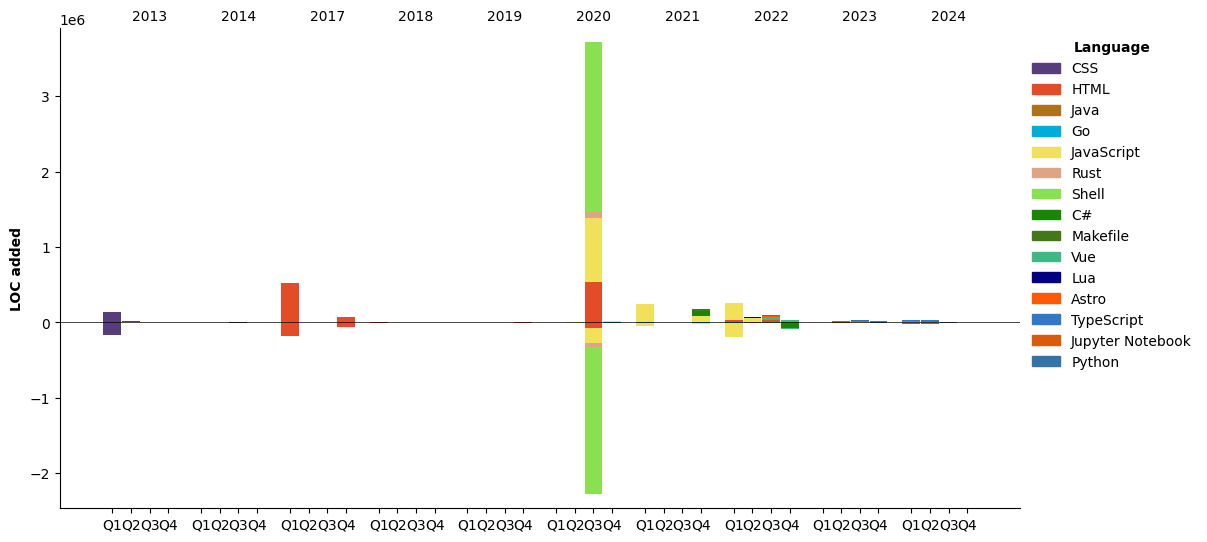 1e6
2013 2014 2017 2018 2019 2020 2021 2022 2023 2024
LOC added
3
2
1
0
−1
−2
Q1Q2Q3Q4 Q1Q2Q3Q4 Q1Q2Q3Q4 Q1Q2Q3Q4 Q1Q2Q3Q4 Q1Q2Q3Q4 Q1Q2Q3Q4 Q1Q2Q3Q4 Q1Q2Q3Q4 Q1Q2Q3Q4
Language
CSS
HTML
Java
Go
JavaScript
Rust
Shell
C#
Makefile
Vue
Lua
Astro
TypeScript
Jupyter Notebook
Python